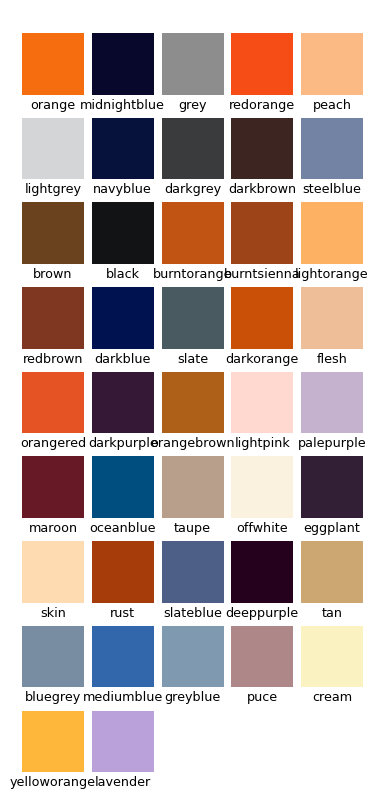 orange midnightblue grey redorange peach
lightgrey navyblue darkgrey darkbrown steelblue
brown black burntorange burntsienna lightorange
redbrown darkblue slate darkorange flesh
orangered darkpurple orangebrown lightpink palepurple
maroon oceanblue taupe offwhite eggplant
skin rust slateblue deeppurple tan
bluegrey mediumblue greyblue puce cream
yelloworange lavender